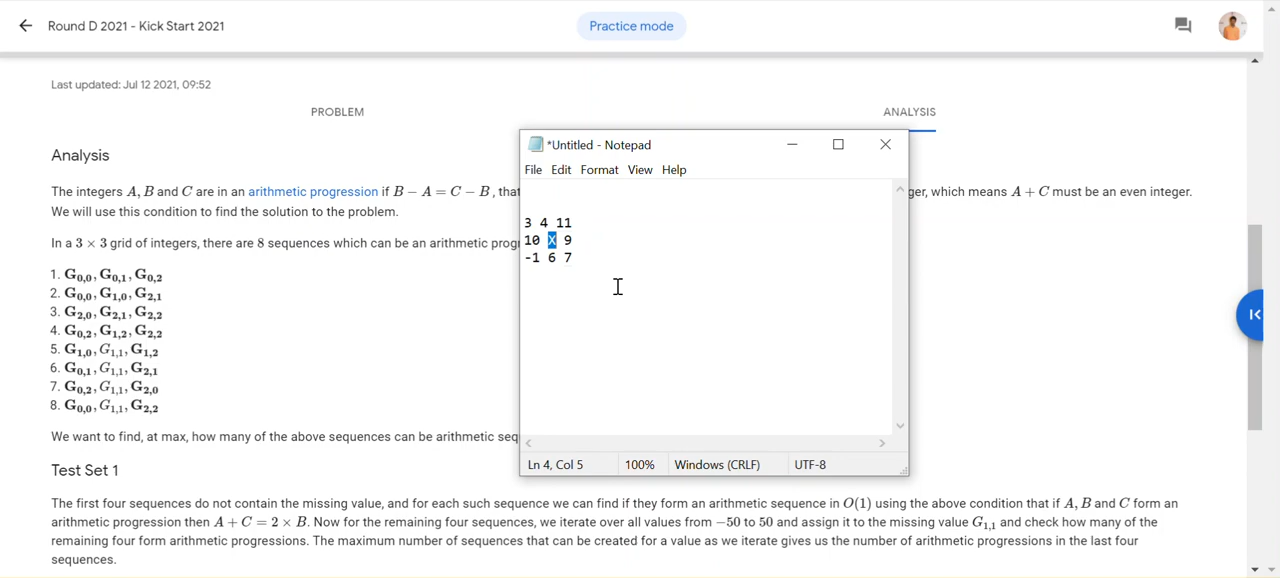 Round D 2021 - Kick Start 2021
Practice mode
Last updated: Jul 12 2021, 09:52
PROBLEM
ANALYSIS
Analysis
The integers A, B and C are in an arithmetic progression if B − A = C − B, that
ger, which means A + C must be an even integer.
We will use this condition to find the solution to the problem.
In a 3 × 3 grid of integers, there are 8 sequences which can be an arithmetic prog
1. G0,0, G0,1, G0,2
2. G0,0, G1,0, G2,1
3. G2,0, G2,1, G2,2
4. G0,2, G1,2, G2,2
5. G1,0, G1,1, G1,2
6. G0,1, G1,1, G2,1
7. G0,2, G1,1, G2,0
8. G0,0, G1,1, G2,2
We want to find, at max, how many of the above sequences can be arithmetic seq
Test Set 1
The first four sequences do not contain the missing value, and for each such sequence we can find if they form an arithmetic sequence in O(1) using the above condition that if A, B and C form an
arithmetic progression then A + C = 2 × B. Now for the remaining four sequences, we iterate over all values from −50 to 50 and assign it to the missing value G1,1 and check how many of the
remaining four form arithmetic progressions. The maximum number of sequences that can be created for a value as we iterate gives us the number of arithmetic progressions in the last four
sequences.
*Untitled - Notepad
File Edit Format View Help
3 4 11
10 X 9
-1 6 7
Ln 4, Col 5
100%
Windows (CRLF)
UTF-8